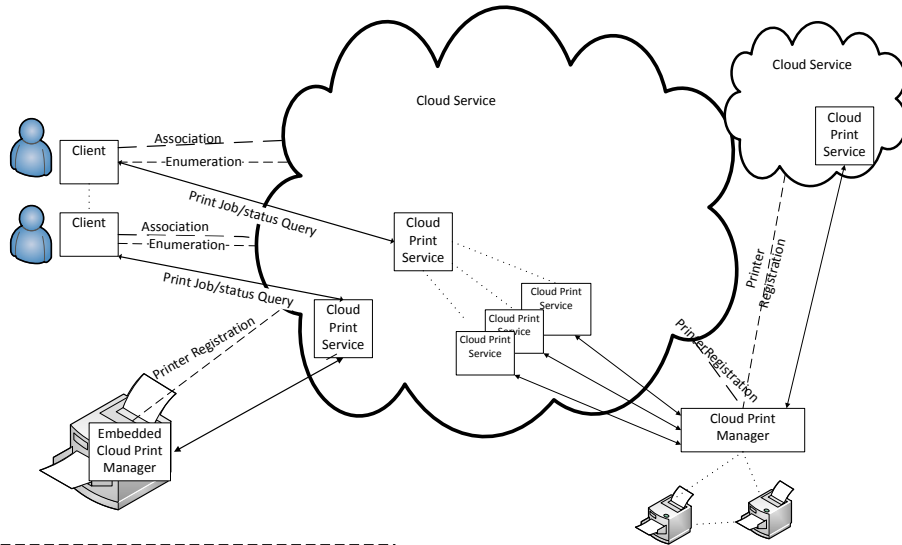 Cloud Service
Cloud Service
Cloud
Print
Service
Client
Association
Enumeration
Print Job/status Query
Client
Association
Enumeration
Print Job/status Query
Cloud
Print
Service
Cloud
Print
Service
Cloud Print
Service
Cloud Print
Service
Cloud Print
Service
Printer
Registration
PrinterRegistration
Printer Registration
Embedded
Cloud Print
Manager
Cloud Print
Manager